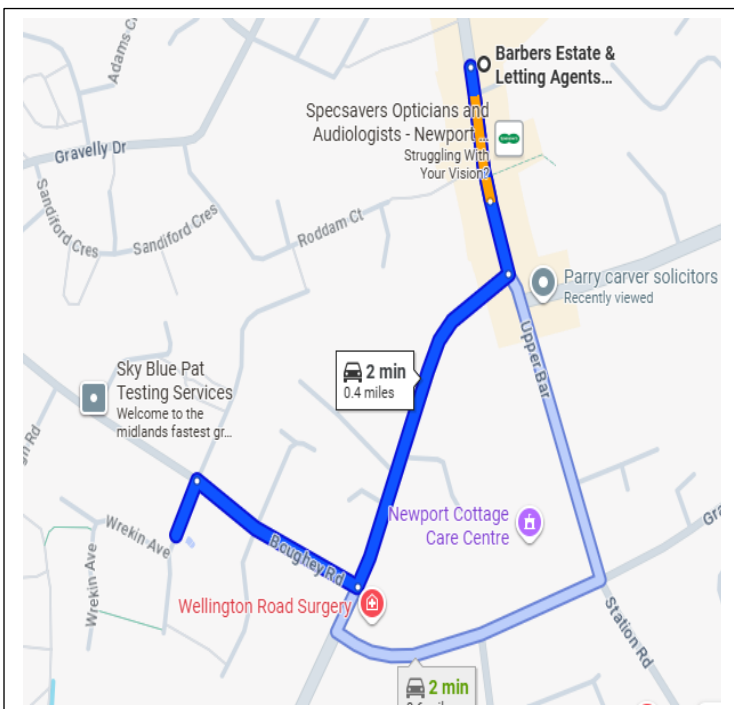 Adams Cres
Barbers Estate &
Letting Agents...
Specsavers Opticians and
Audiologists - Newport ...
Struggling With
Your Vision?
Gravelly Dr
Sandiford Cres
Sandiford Cres
Roddam Ct
Parry carver solicitors
Recently viewed
Upper Bar
2 min
0.4 miles
Sky Blue Pat
Testing Services
Welcome to the
midlands fastest gr...
Rd
Wrekin Ave
Wrekin Ave
Boughey Rd
Newport Cottage
Care Centre
Gra
Wellington Road Surgery
Station Rd
2 min